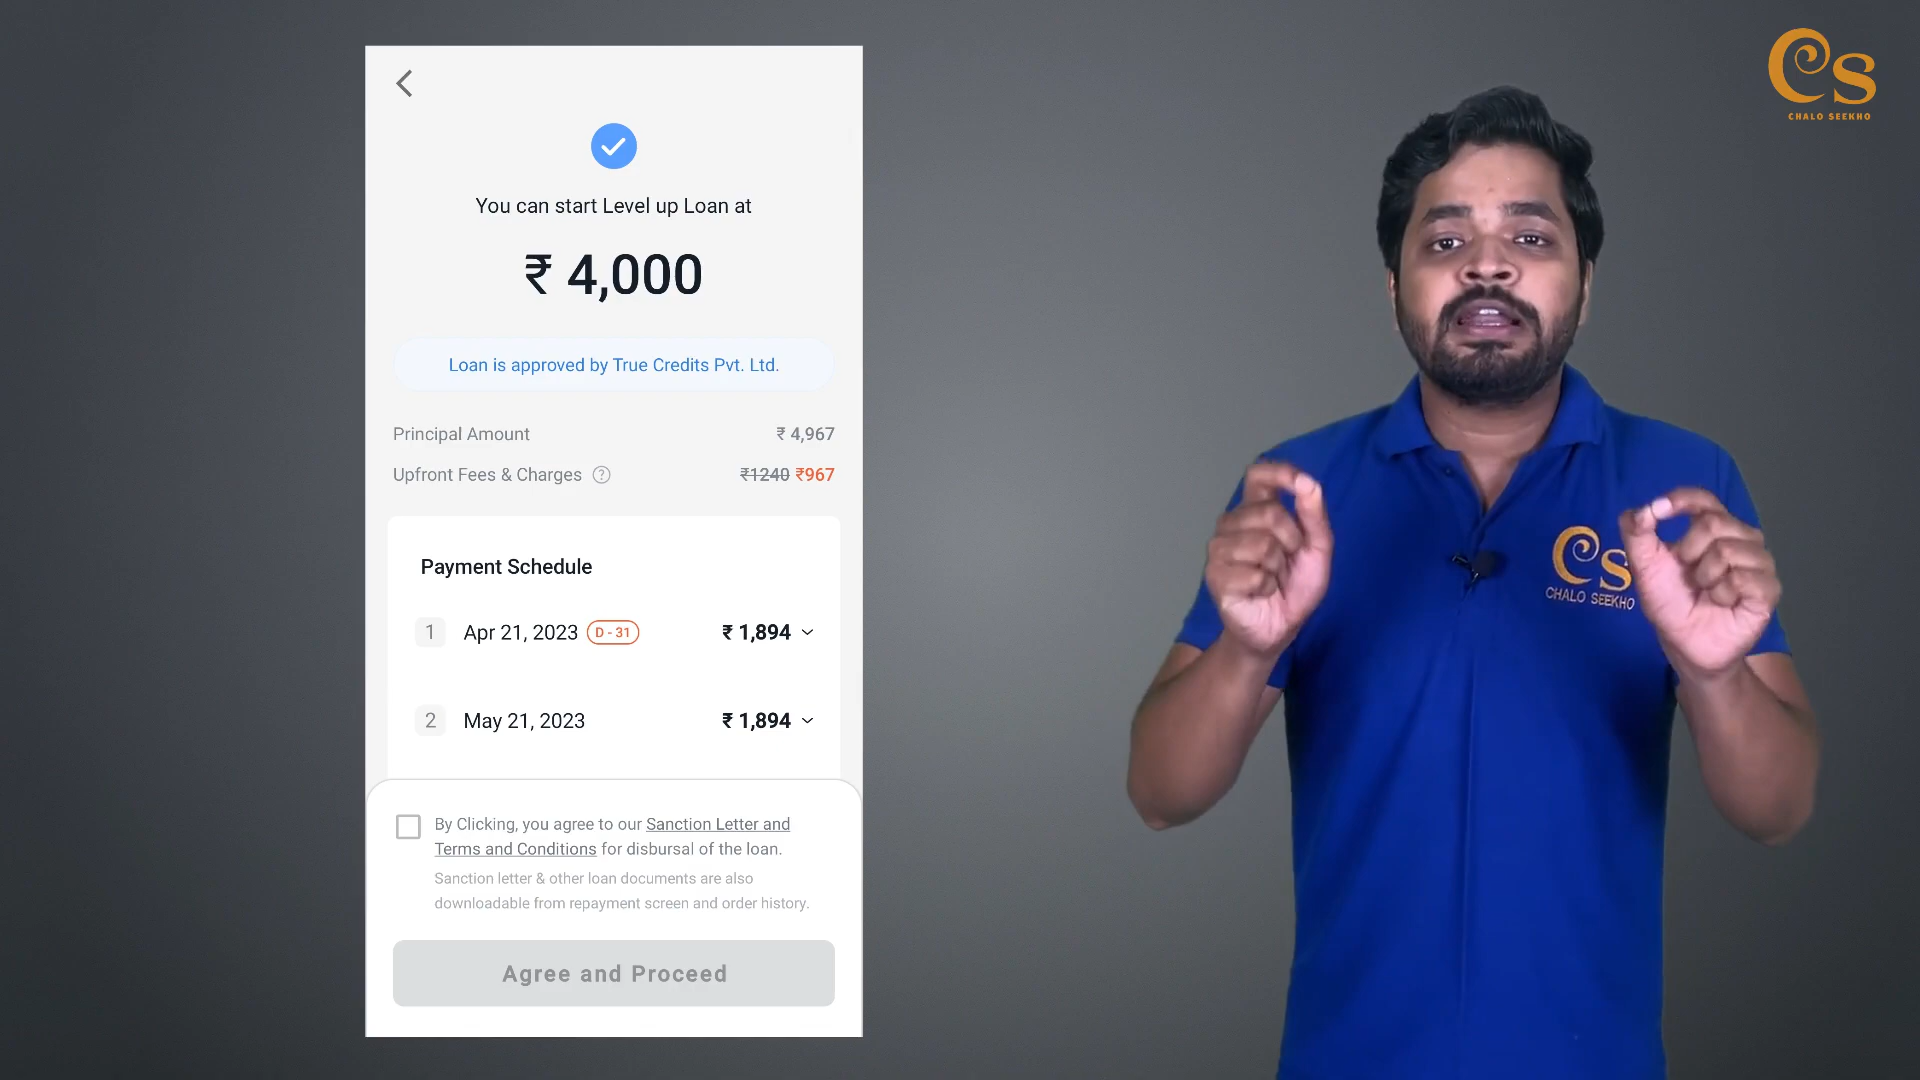 You can start Level up Loan at
₹ 4,000
Loan is approved by True Credits Pvt. Ltd.
Principal Amount ₹ 4,967
Upfront Fees & Charges ? ₹1240 ₹967
Payment Schedule
1 Apr 21, 2023 D - 31 ₹ 1,894
2 May 21, 2023 ₹ 1,894
By Clicking, you agree to our Sanction Letter and
Terms and Conditions for disbursal of the loan.
Sanction letter & other loan documents are also
downloadable from repayment screen and order history.
Agree and Proceed
CS
CHALO SEEKHO
CS
CHALO SEEKHO